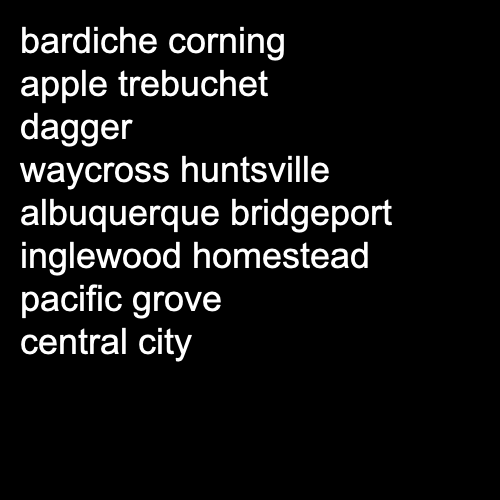 bardiche corning
apple trebuchet
dagger
waycross huntsville
albuquerque bridgeport
inglewood homestead
pacific grove
central city